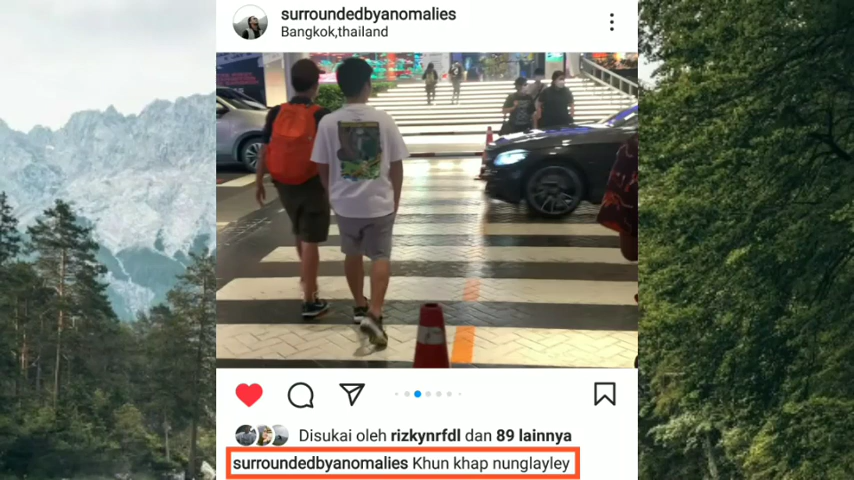 surroundedbyanomalies
Bangkok,thailand
Disukai oleh rizkynrfdl dan 89 lainnya
surroundedbyanomalies Khun khap nunglayley